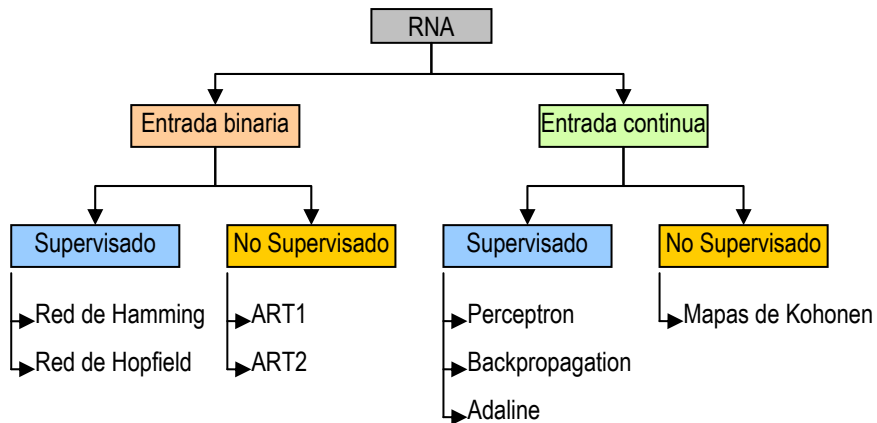 RNA
Entrada binaria
Entrada continua
Supervisado
No Supervisado
Supervisado
No Supervisado
Red de Hamming
ART1
Perceptron
Mapas de Kohonen
Red de Hopfield
ART2
Backpropagation
Adaline